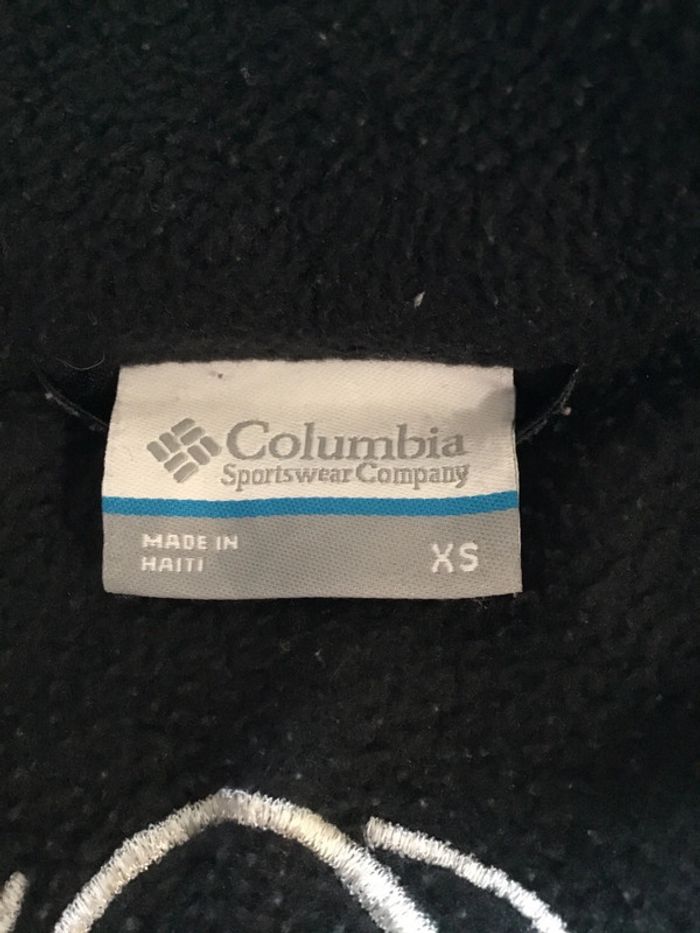 Columbia
Sportswear Company
MADE IN
HAITI
XS